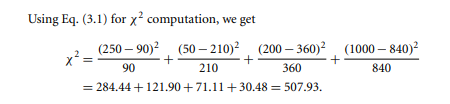 Using Eq. (3.1) for χ² computation, we get
χ² = (250 – 90)²/90 + (50 – 210)²/210 + (200 – 360)²/360 + (1000 – 840)²/840
= 284.44 + 121.90 + 71.11 + 30.48 = 507.93.